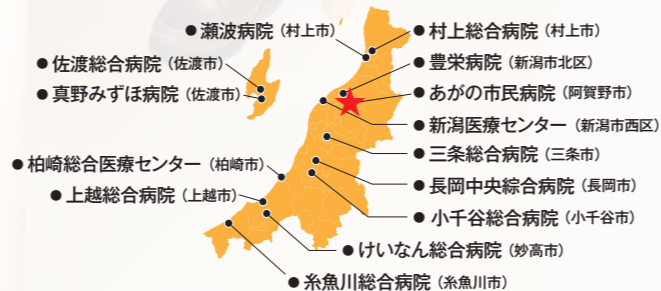 ● 瀬波病院（村上市）
● 佐渡総合病院（佐渡市）
● 真野みずほ病院（佐渡市）
● 柏崎総合医療センター（柏崎市）
● 上越総合病院（上越市）
● 村上総合病院（村上市）
● 豊栄病院（新潟市北区）
● あがの市民病院（阿賀野市）
● 新潟医療センター（新潟市西区）
● 三条総合病院（三条市）
● 長岡中央綜合病院（長岡市）
● 小千谷総合病院（小千谷市）
● けいなん総合病院（妙高市）
● 糸魚川総合病院（糸魚川市）